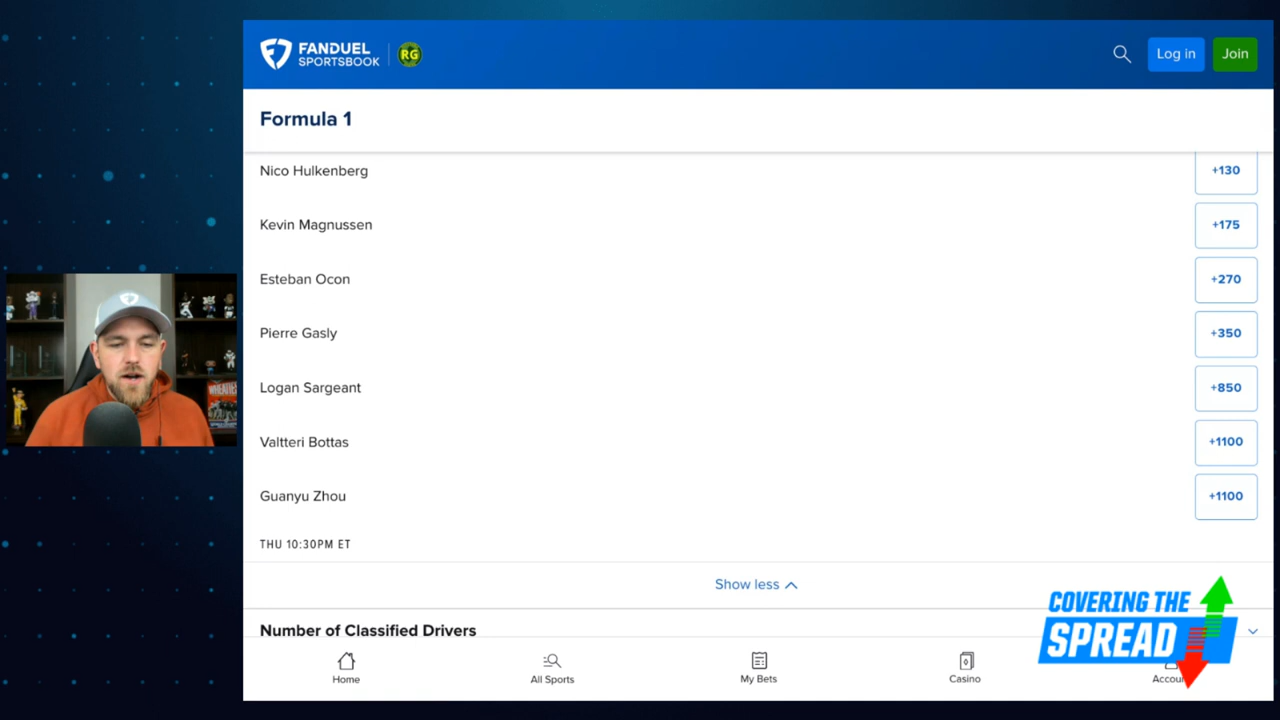 FANDUEL
SPORTSBOOK
RG
Log in
Join
Formula 1
Nico Hulkenberg
+130
Kevin Magnussen
+175
Esteban Ocon
+270
Pierre Gasly
+350
Logan Sargeant
+850
Valtteri Bottas
+1100
Guanyu Zhou
+1100
THU 10:30PM ET
Show less
Number of Classified Drivers
COVERING THE
SPREAD
Home
All Sports
My Bets
Casino
Accou
WHEATIES